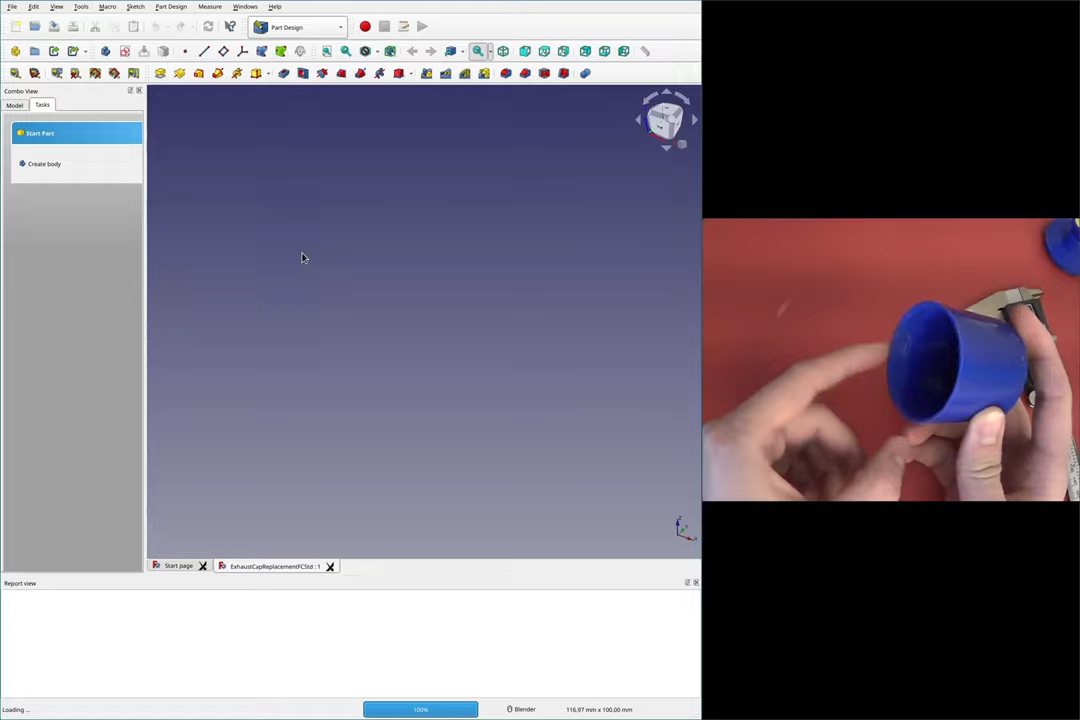 File Edit View Tools Macro Sketch Part Design Measure Windows Help
Part Design
Combo View
Model Tasks
Start Part
Create body
Start page ExhaustCapReplacementFCStd : 1
Report view
Loading ... 100% Blender 116.97 mm x 100.00 mm